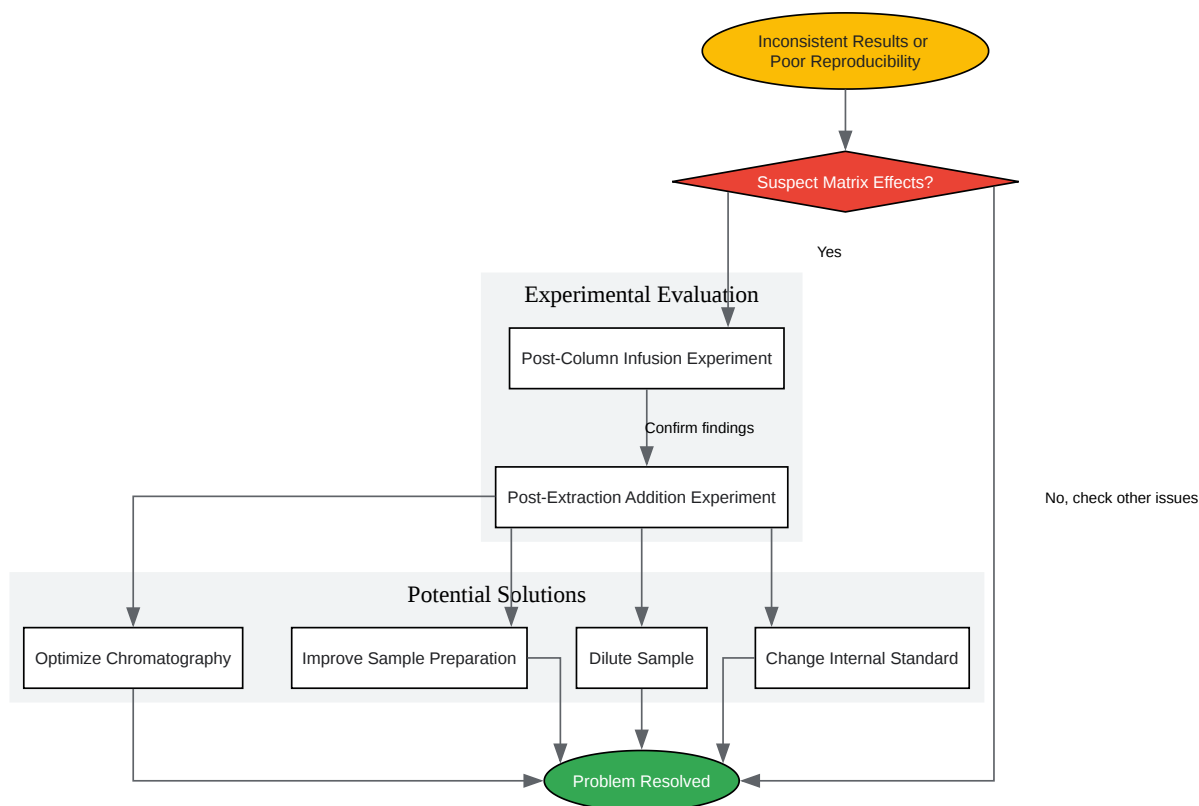 Inconsistent Results or
Poor Reproducibility
Suspect Matrix Effects?
Yes
Experimental Evaluation
Post-Column Infusion Experiment
Confirm findings
Post-Extraction Addition Experiment
No, check other issues
Potential Solutions
Optimize Chromatography
Improve Sample Preparation
Dilute Sample
Change Internal Standard
Problem Resolved